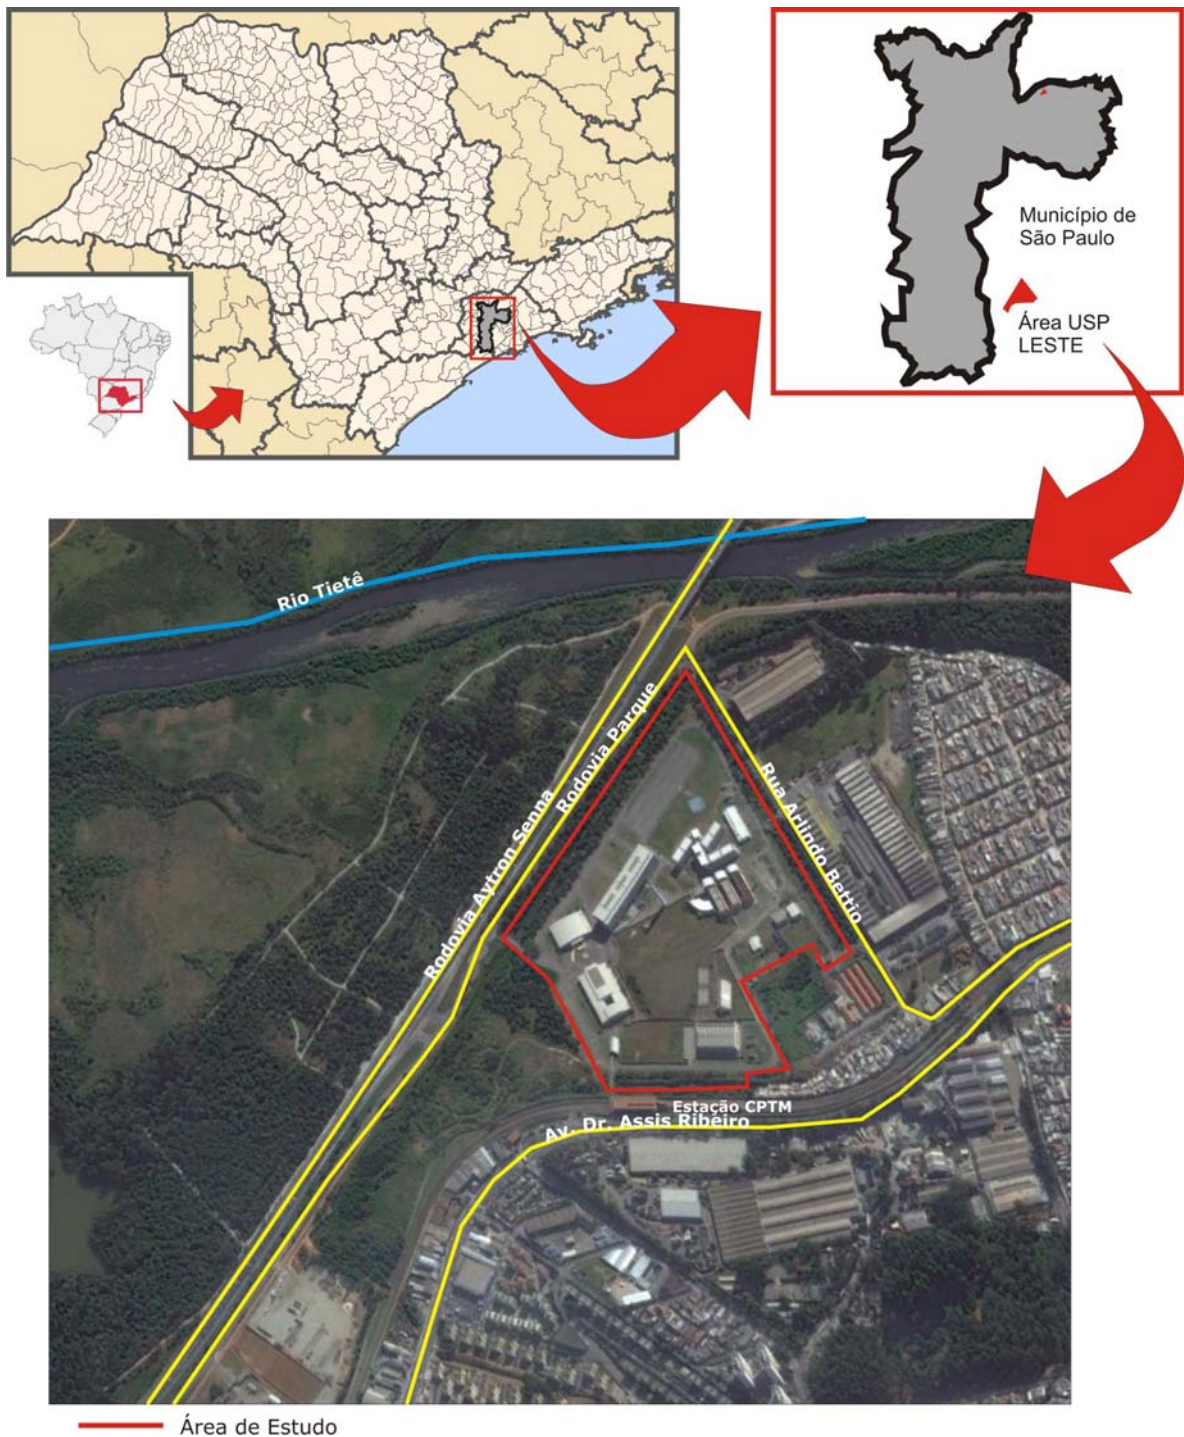 Município de
São Paulo
Área USP
LESTE
Rio Tietê
Rodovia Parque
Rodovia Aytron Senna
Rua Arlindo Bettio
Estação CPTM
Av. Dr. Assis Ribeiro
Área de Estudo